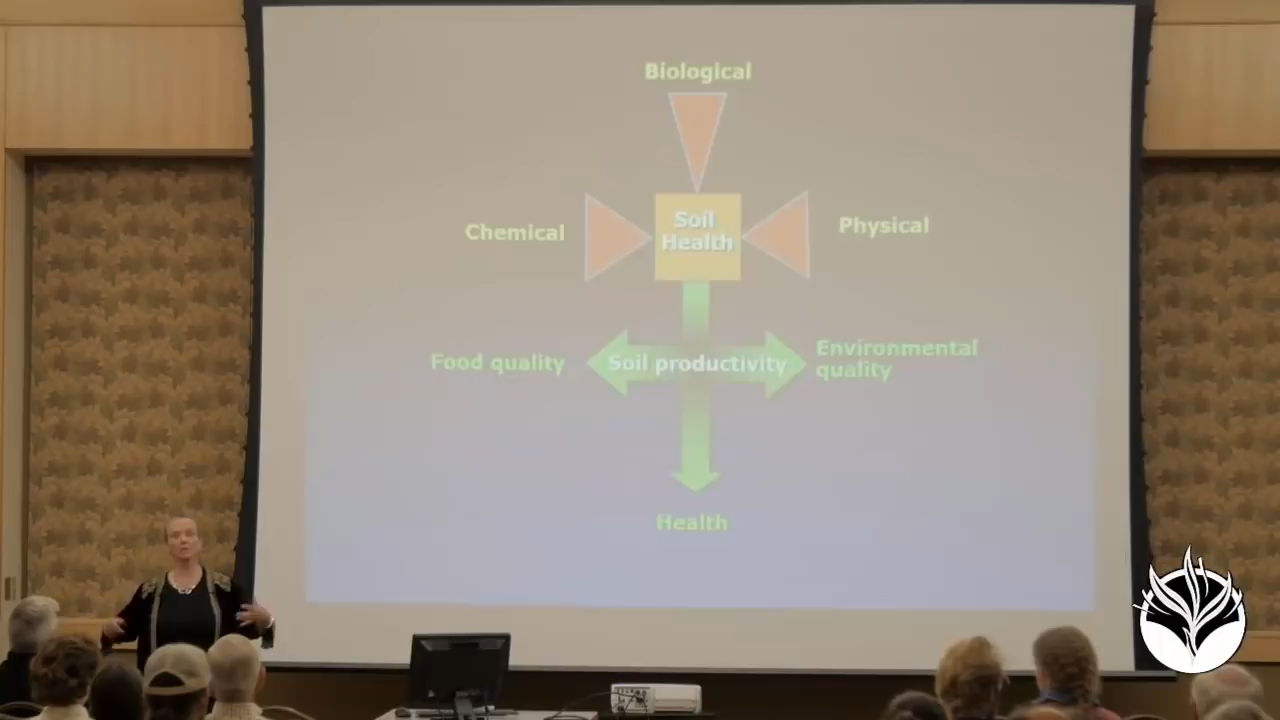 Biological
Chemical
Soil
Health
Physical
Food quality
Soil productivity
Environmental
quality
Health